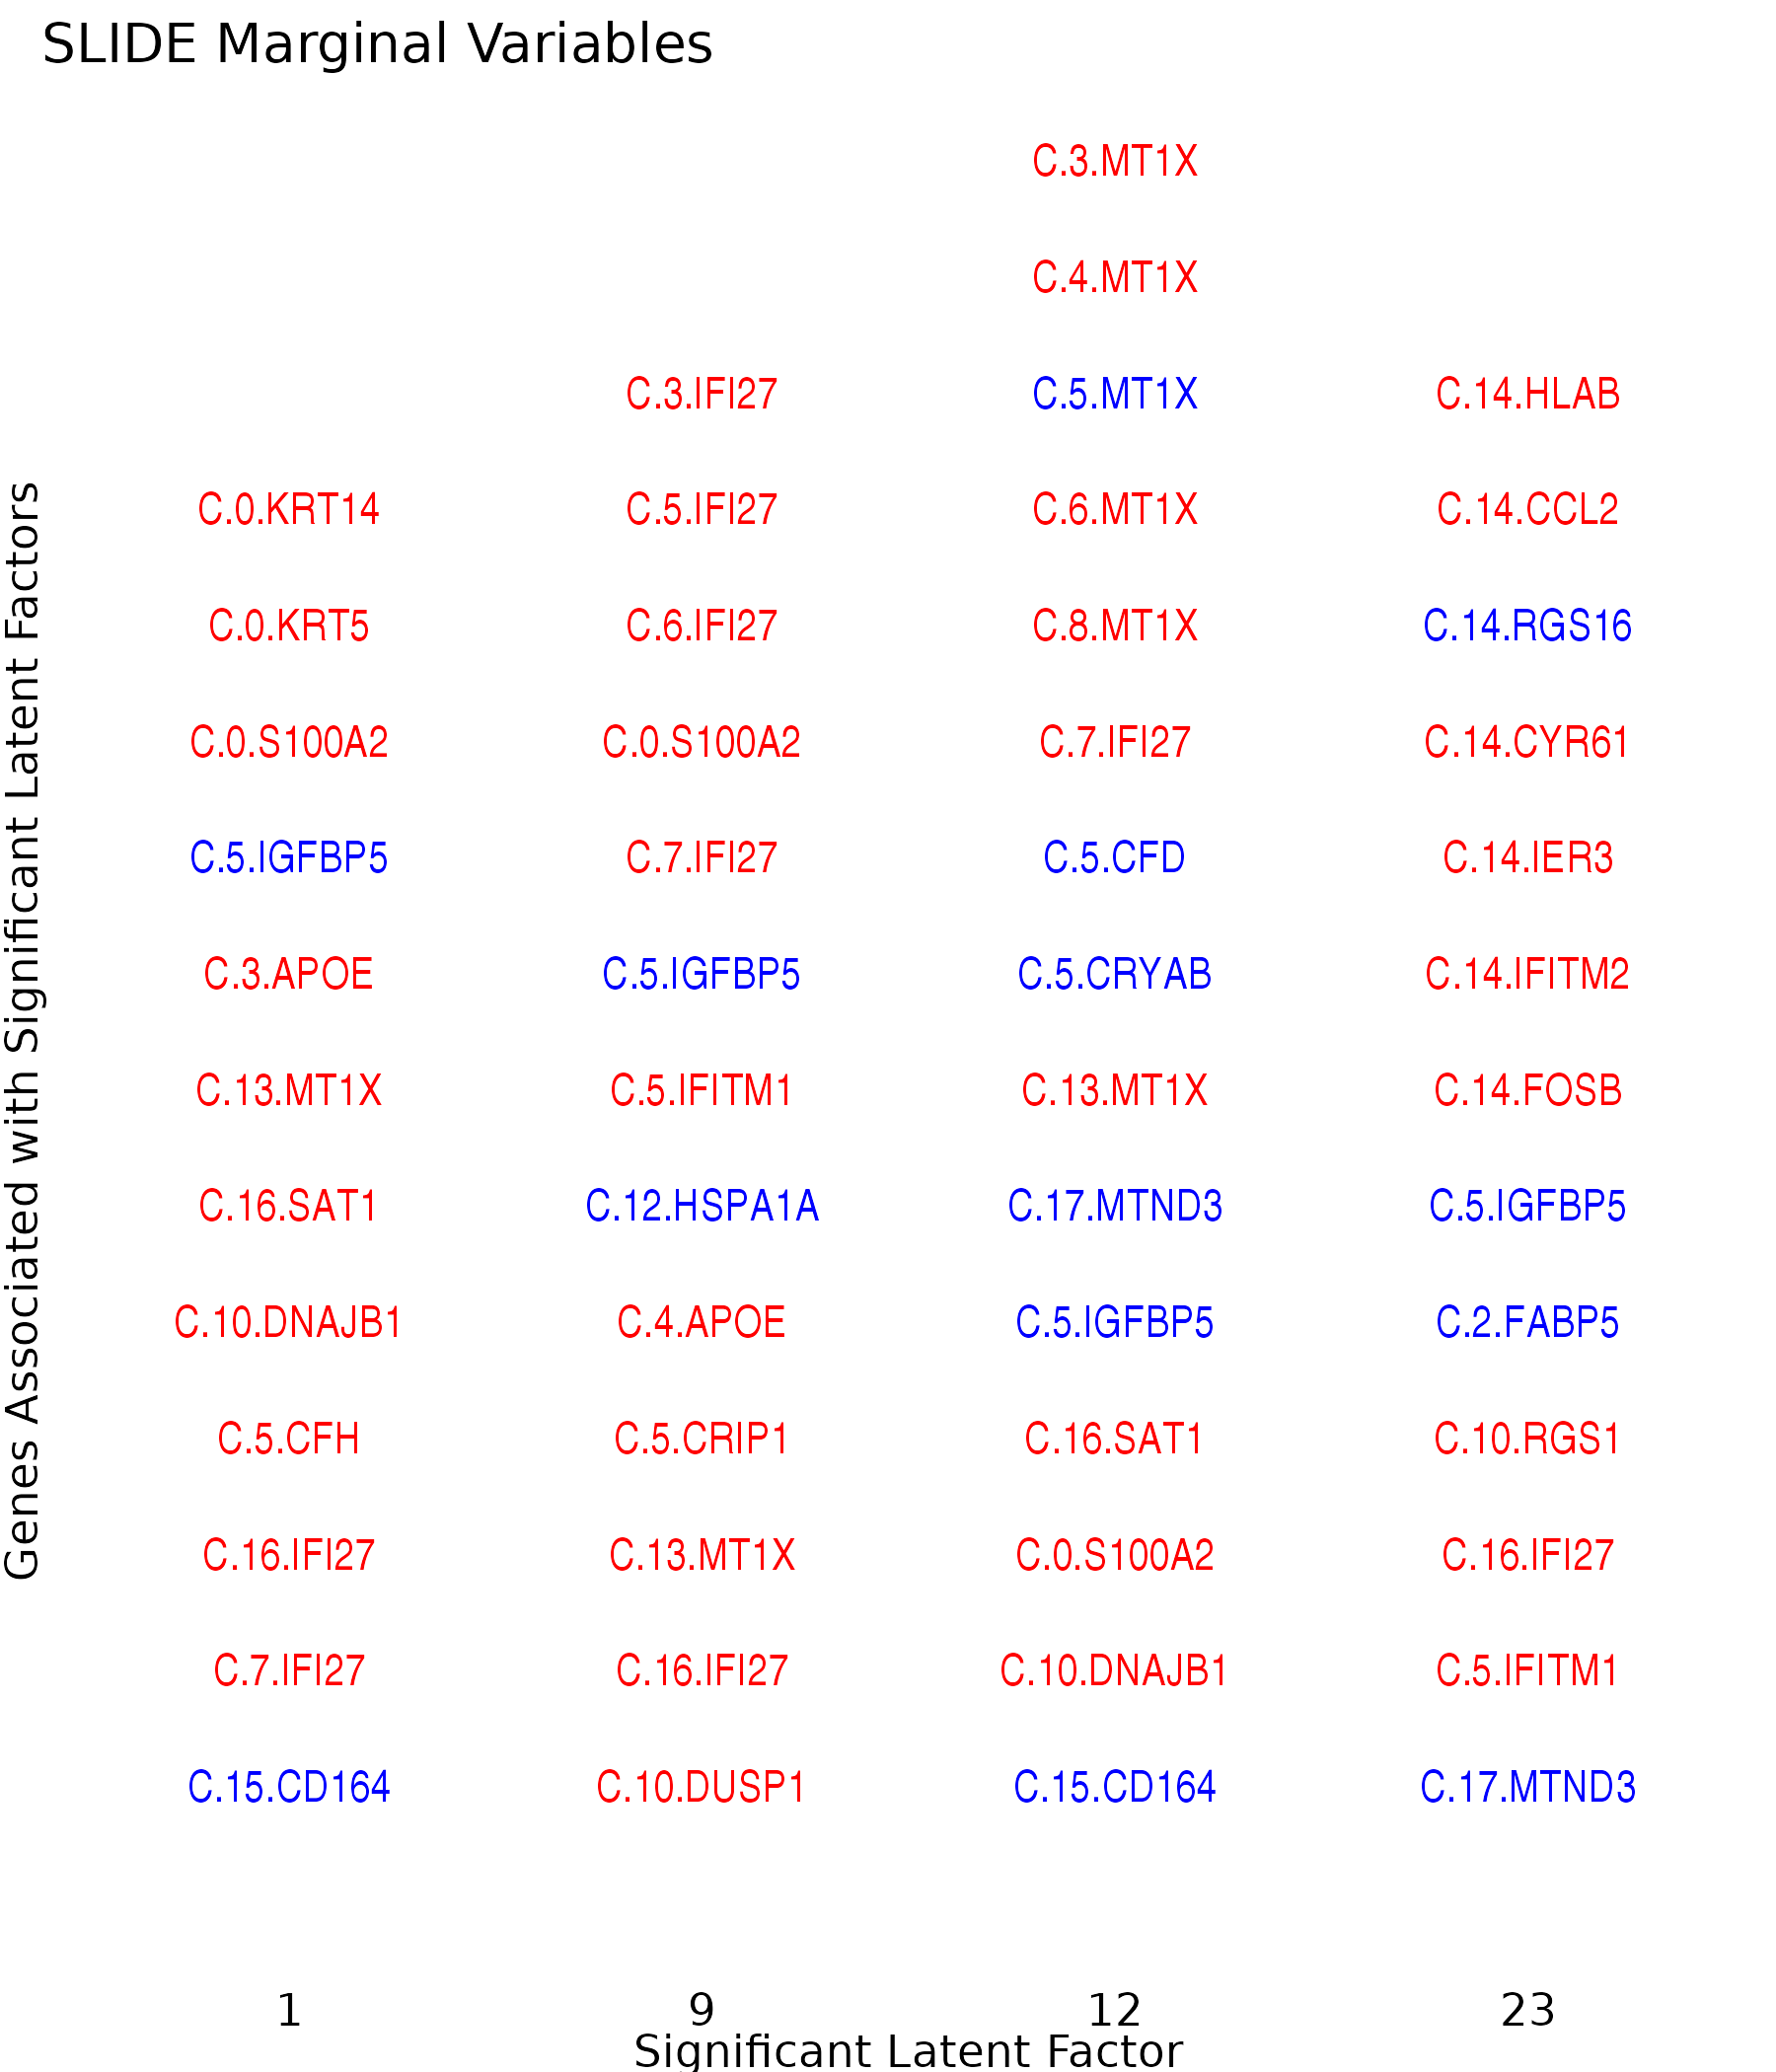 SLIDE Marginal Variables
Genes Associated with Significant Latent Factors
C.3.MT1X
C.4.MT1X
C.3.IFI27 C.5.MT1X C.14.HLAB
C.0.KRT14 C.5.IFI27 C.6.MT1X C.14.CCL2
C.0.KRT5 C.6.IFI27 C.8.MT1X C.14.RGS16
C.0.S100A2 C.0.S100A2 C.7.IFI27 C.14.CYR61
C.5.IGFBP5 C.7.IFI27 C.5.CFD C.14.IER3
C.3.APOE C.5.IGFBP5 C.5.CRYAB C.14.IFITM2
C.13.MT1X C.5.IFITM1 C.13.MT1X C.14.FOSB
C.16.SAT1 C.12.HSPA1A C.17.MTND3 C.5.IGFBP5
C.10.DNAJB1 C.4.APOE C.5.IGFBP5 C.2.FABP5
C.5.CFH C.5.CRIP1 C.16.SAT1 C.10.RGS1
C.16.IFI27 C.13.MT1X C.0.S100A2 C.16.IFI27
C.7.IFI27 C.16.IFI27 C.10.DNAJB1 C.5.IFITM1
C.15.CD164 C.10.DUSP1 C.15.CD164 C.17.MTND3
1 9 12 23
Significant Latent Factor